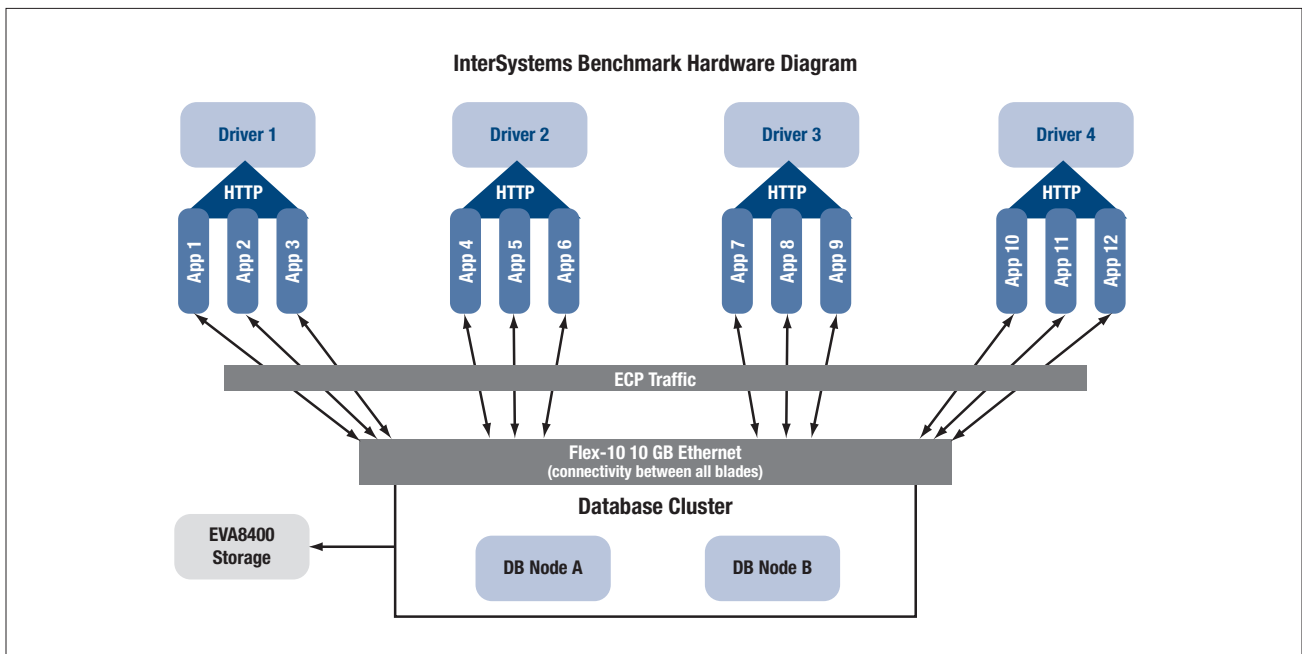 InterSystems Benchmark Hardware Diagram
Driver 1
Driver 2
Driver 3
Driver 4
HTTP
HTTP
HTTP
HTTP
App 1
App 2
App 3
App 4
App 5
App 6
App 7
App 8
App 9
App 10
App 11
App 12
ECP Traffic
Flex-10 10 GB Ethernet
(connectivity between all blades)
Database Cluster
EVA8400
Storage
DB Node A
DB Node B